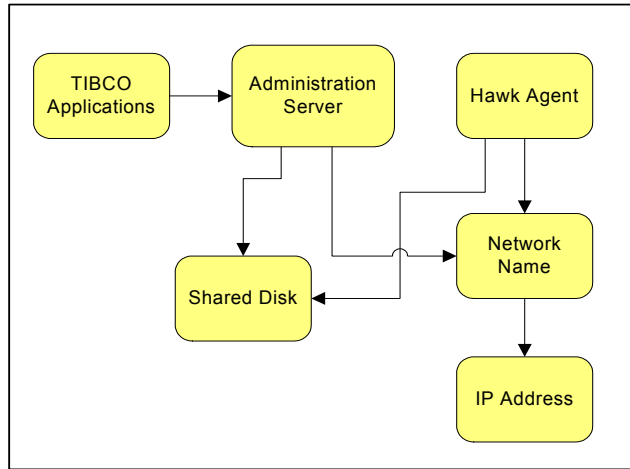 TIBCO
Applications
Administration
Server
Hawk Agent
Network
Name
Shared Disk
IP Address